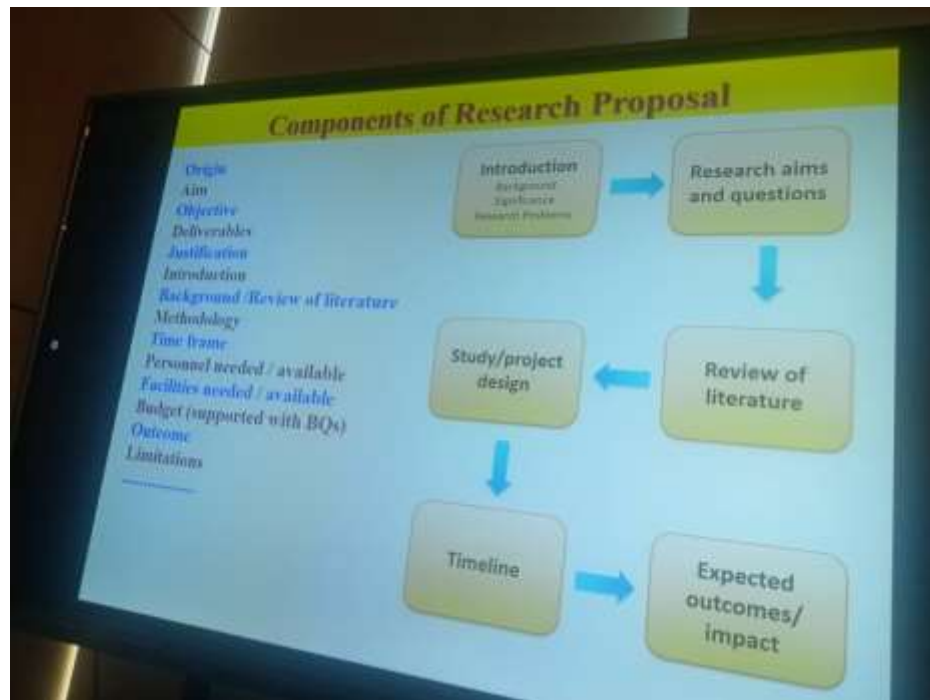 Components of Research Proposal
Origin
Aim
Objective
Deliverables
Justification
Introduction
Background /Review of literature
Methodology
Time frame
Personnel needed / available
Facilities needed / available
Budget (supported with BQs)
Outcome
Limitations
Introduction
Background
Significance
Research Problems
Research aims
and questions
Review of
literature
Study/project
design
Timeline
Expected
outcomes/
impact